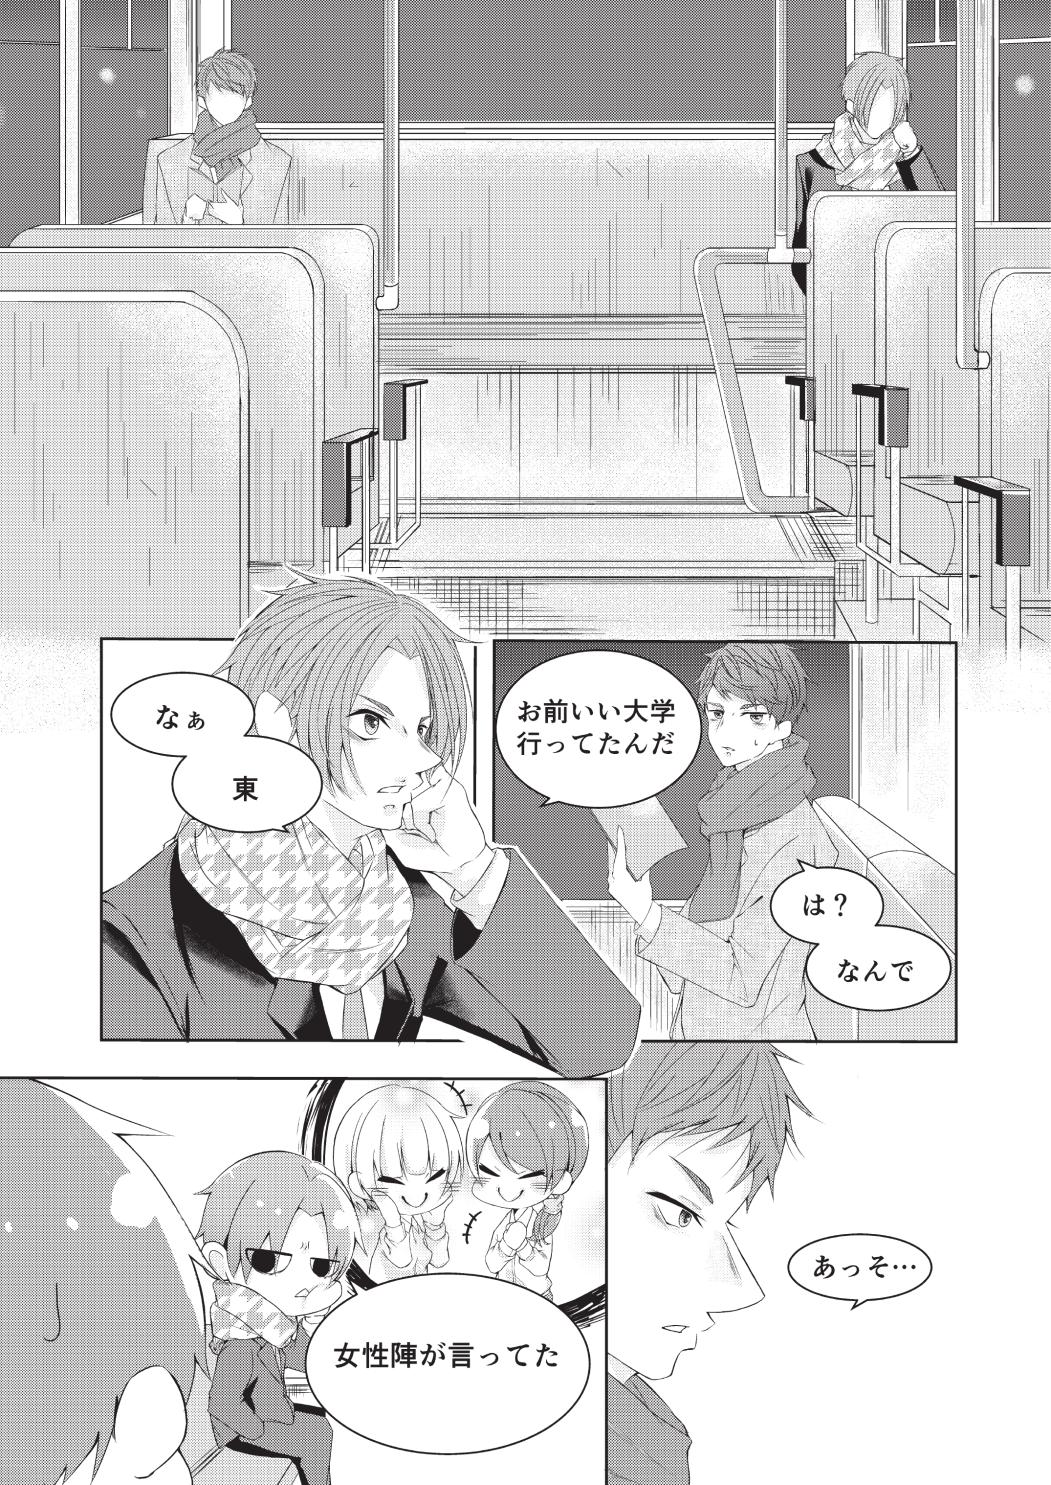 なぁ
東
お前いい大学
行ってたんだ
は？
なんで
女性陣が言ってた
あっそ…